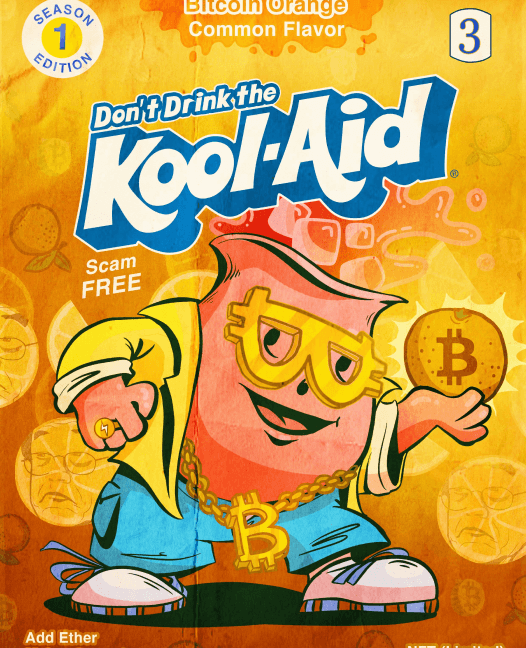 SEASON
1
EDITION
Bitcoin Orange
Common Flavor
3
Don't Drink the
Kool-Aid
®
Scam
FREE
Add Ether